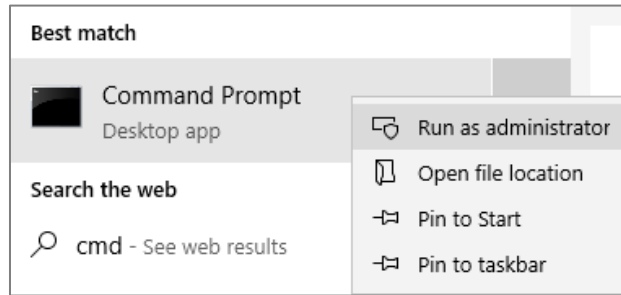 Best match
Command Prompt
Desktop app
Run as administrator
Open file location
Search the web
Pin to Start
cmd - See web results
Pin to taskbar